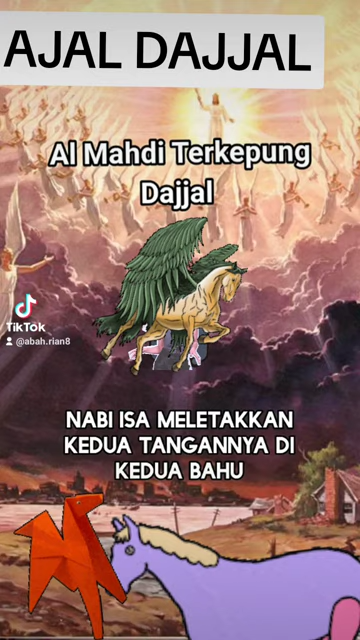 AJAL DAJJAL
Al Mahdi Terkepung
Dajjal
TikTok
@abah.rian8
NABI ISA MELETAKKAN
KEDUA TANGANNYA DI
KEDUA BAHU